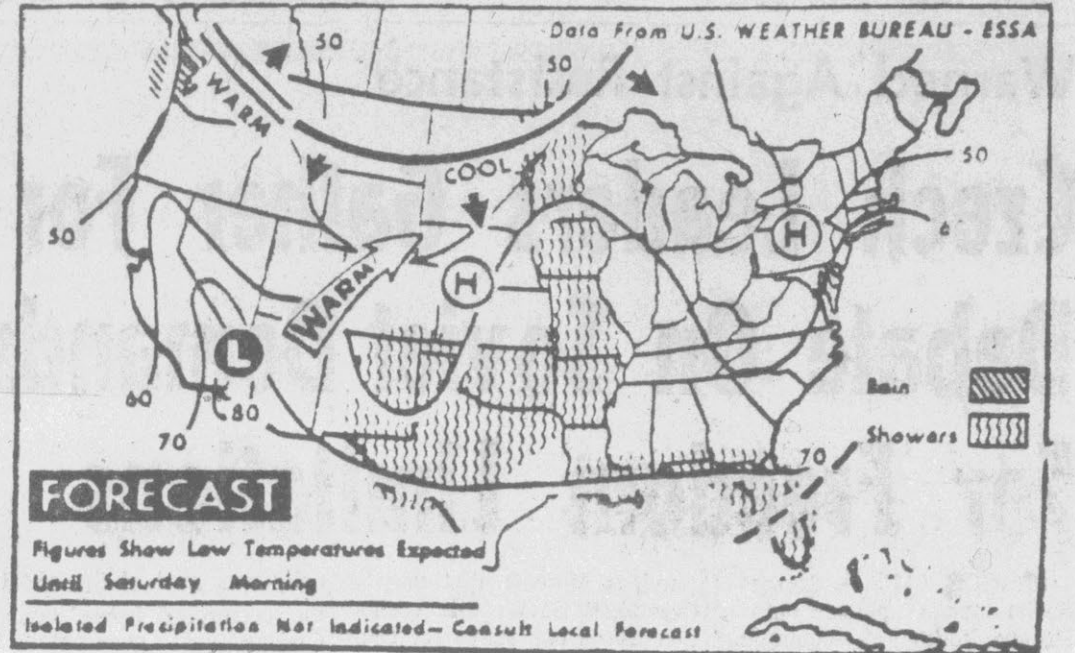 Data From U.S. WEATHER BUREAU - ESSA
50
50
WARM
COOL
50
50
H
WARM
H
L
60
80
70
Rain
Showers
70
FORECAST
Figures Show Low Temperatures Expected
Until Saturday Morning
Isolated Precipitation Not Indicated— Consult Local Forecast